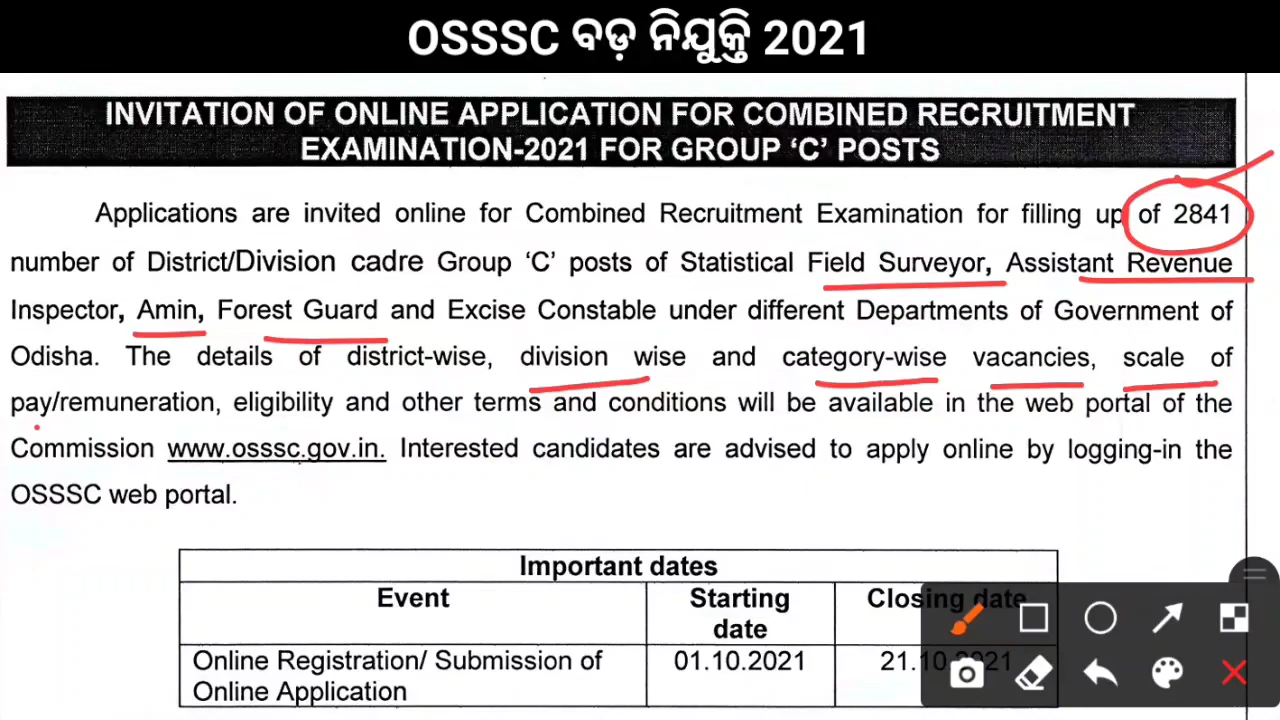 OSSSC ବଡ଼ ନିଯୁକ୍ତି 2021
INVITATION OF ONLINE APPLICATION FOR COMBINED RECRUITMENT
EXAMINATION-2021 FOR GROUP ‘C’ POSTS
Applications are invited online for Combined Recruitment Examination for filling up of 2841
number of District/Division cadre Group ‘C’ posts of Statistical Field Surveyor, Assistant Revenue
Inspector, Amin, Forest Guard and Excise Constable under different Departments of Government of
Odisha. The details of district-wise, division wise and category-wise vacancies, scale of
pay/remuneration, eligibility and other terms and conditions will be available in the web portal of the
Commission www.osssc.gov.in. Interested candidates are advised to apply online by logging-in the
OSSSC web portal.
Important dates
Event Starting Closing date
date
Online Registration/ Submission of 01.10.2021 21.10.2021
Online Application